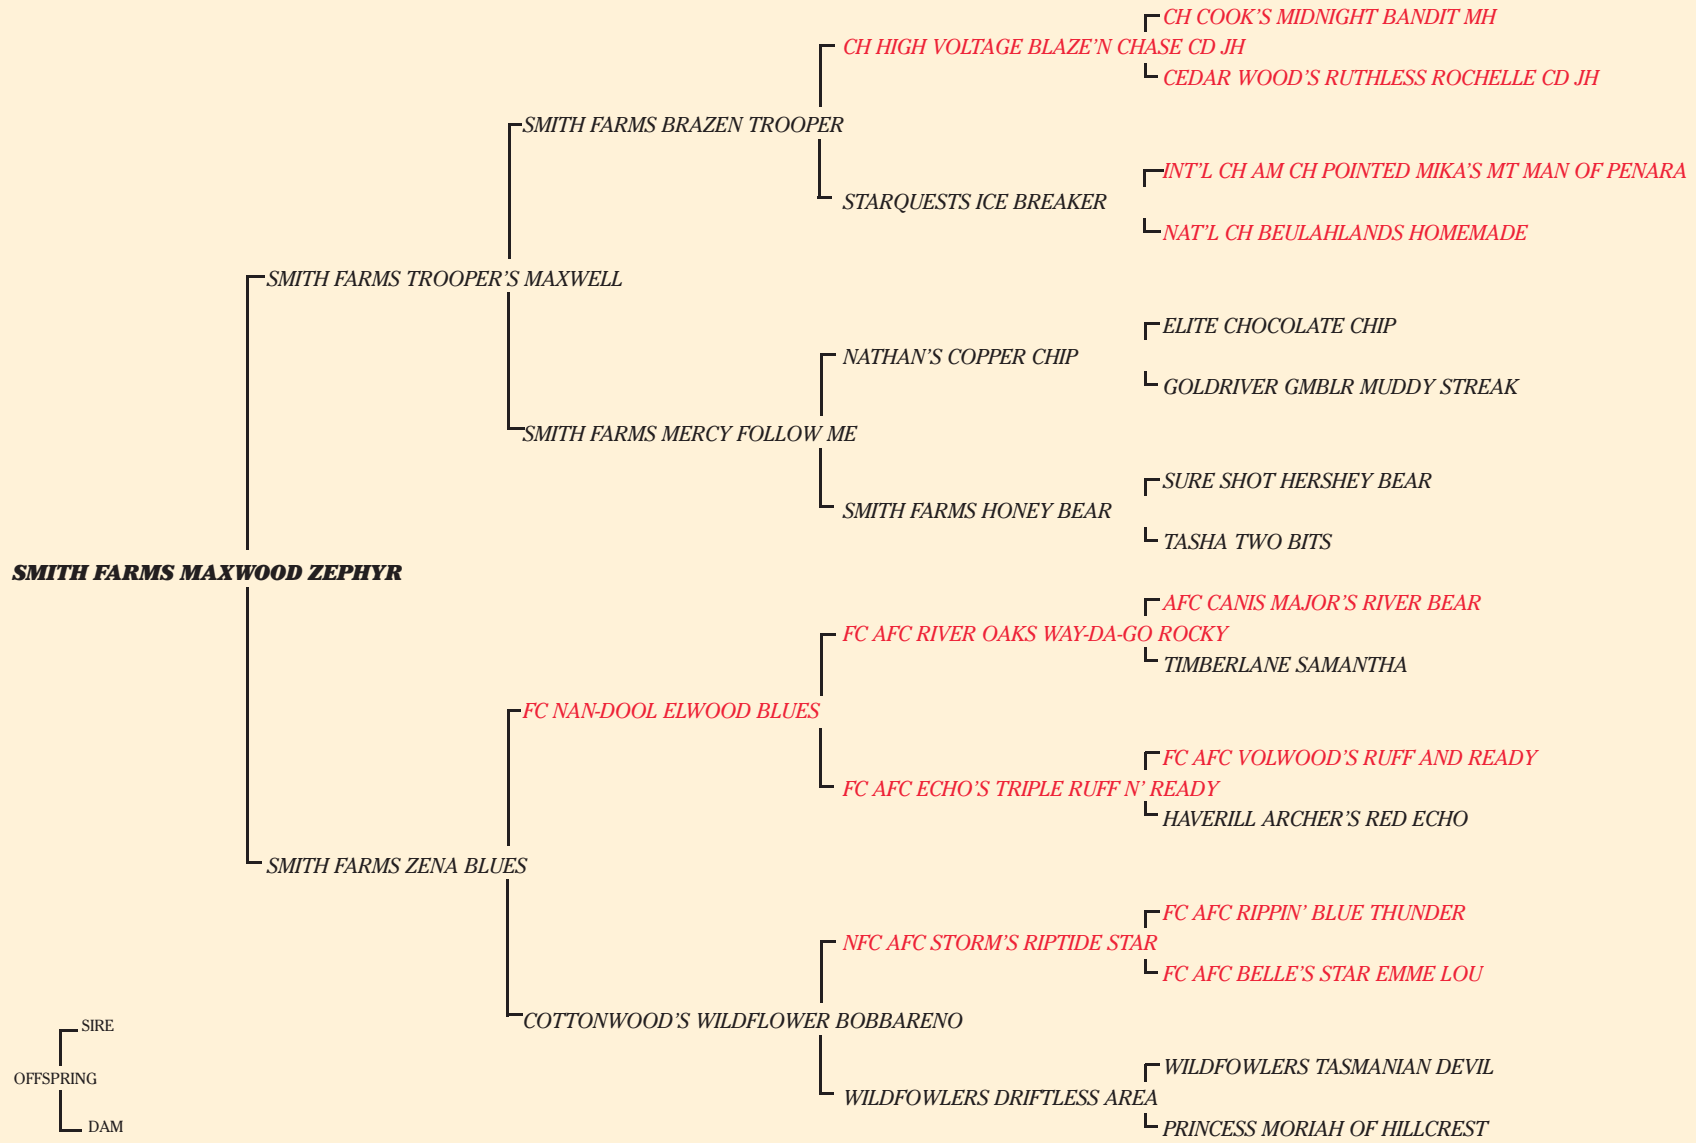 CH COOK’S MIDNIGHT BANDIT MH
CH HIGH VOLTAGE BLAZE’N CHASE CD JH
CEDAR WOOD’S RUTHLESS ROCHELLE CD JH
SMITH FARMS BRAZEN TROOPER
INT’L CH AM CH POINTED MIKA’S MT MAN OF PENARA
STARQUESTS ICE BREAKER
NAT’L CH BEULAHLANDS HOMEMADE
SMITH FARMS TROOPER’S MAXWELL
ELITE CHOCOLATE CHIP
NATHAN’S COPPER CHIP
GOLDRIVER GMBLR MUDDY STREAK
SMITH FARMS MERCY FOLLOW ME
SURE SHOT HERSHEY BEAR
SMITH FARMS HONEY BEAR
TASHA TWO BITS
SMITH FARMS MAXWOOD ZEPHYR
AFC CANIS MAJOR’S RIVER BEAR
FC AFC RIVER OAKS WAY-DA-GO ROCKY
TIMBERLANE SAMANTHA
FC NAN-DOOL ELWOOD BLUES
FC AFC VOLWOOD’S RUFF AND READY
FC AFC ECHO’S TRIPLE RUFF N’ READY
HAVERILL ARCHER’S RED ECHO
SMITH FARMS ZENA BLUES
FC AFC RIPPIN’ BLUE THUNDER
NFC AFC STORM’S RIPTIDE STAR
FC AFC BELLE’S STAR EMME LOU
COTTONWOOD’S WILDFLOWER BOBBARENO
WILDFOWLERS TASMANIAN DEVIL
WILDFOWLERS DRIFTLESS AREA
PRINCESS MORIAH OF HILLCREST
SIRE
OFFSPRING
DAM